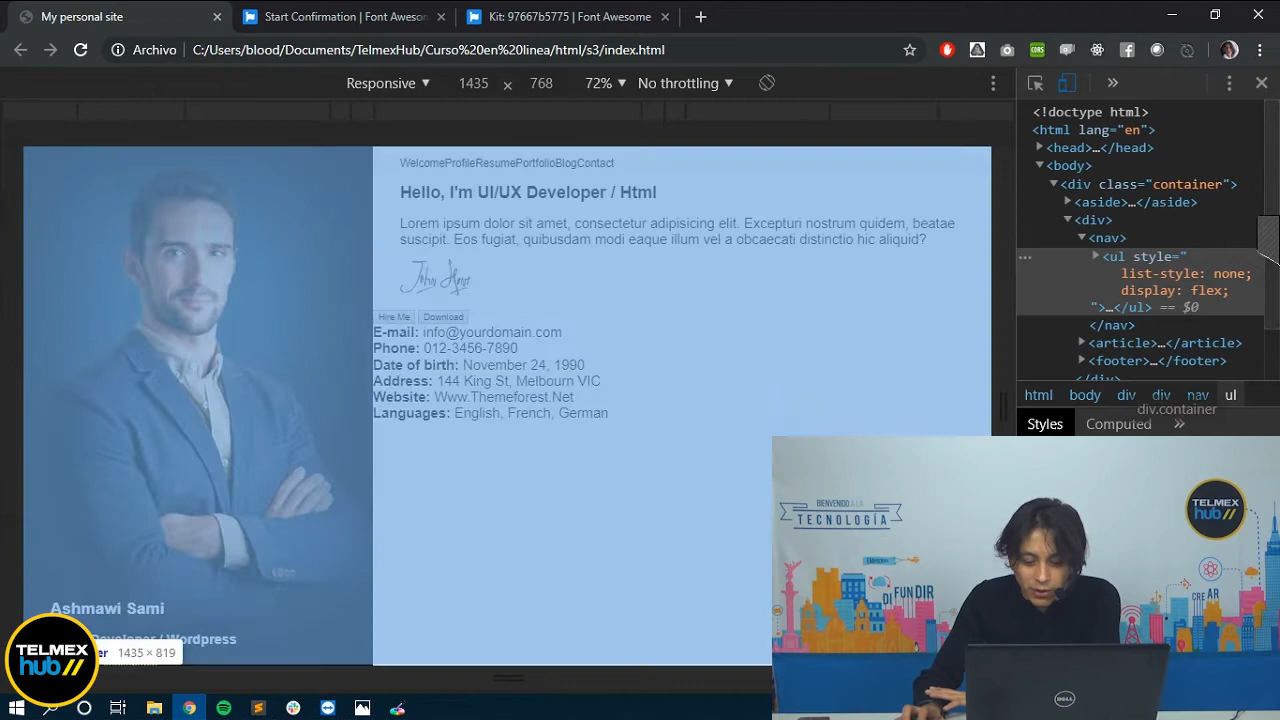 My personal site
Start Confirmation | Font Awesom
Kit: 97667b5775 | Font Awesome
Archivo
C:/Users/blood/Documents/TelmexHub/Curso%20en%20linea/html/s3/index.html
CORS
Responsive
1435
768
72%
No throttling
WelcomeProfileResumePortfolioBlogContact
Hello, I'm UI/UX Developer / Html
Lorem ipsum dolor sit amet, consectetur adipisicing elit. Excepturi nostrum quidem, beatae
suscipit. Eos fugiat, quibusdam modi eaque illum vel a obcaecati distinctio hic aliquid?
Hire Me
Download
E-mail: info@yourdomain.com
Phone: 012-3456-7890
Date of birth: November 24, 1990
Address: 144 King St, Melbourn VIC
Website: Www.Themeforest.Net
Languages: English, French, German
Ashmawi Sami
Developer / Wordpress
1435 × 819
<!doctype html>
<html lang="en">
<head>…</head>
<body>
<div class="container">
<aside>…</aside>
<div>
<nav>
<ul style="
list-style: none;
display: flex;
">…</ul> == $0
</nav>
<article>…</article>
<footer>…</footer>
</div>
html body div div nav ul
div.container
Styles
Computed
BIENVENIDO A LA
TECNOLOGÍA
DIFUNDIR
CREAR
TELMEX
hub//
DELL
TELMEX
hub//